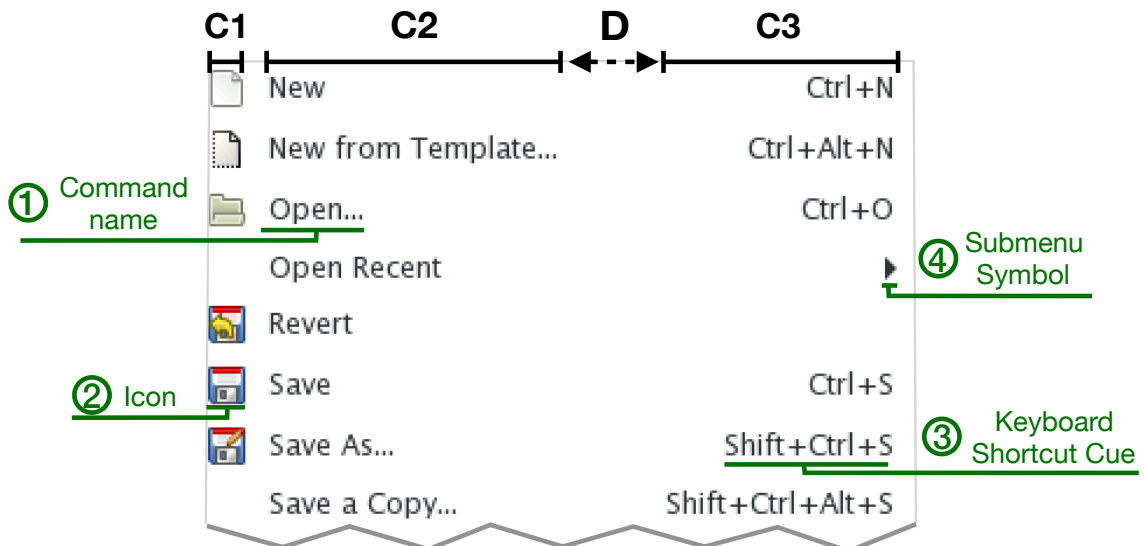 C1 C2 D C3
New Ctrl+N
New from Template... Ctrl+Alt+N
① Command
name
Open... Ctrl+O
Open Recent
④ Submenu
Symbol
Revert
② Icon
Save Ctrl+S
Save As... Shift+Ctrl+S
③ Keyboard
Shortcut Cue
Save a Copy... Shift+Ctrl+Alt+S